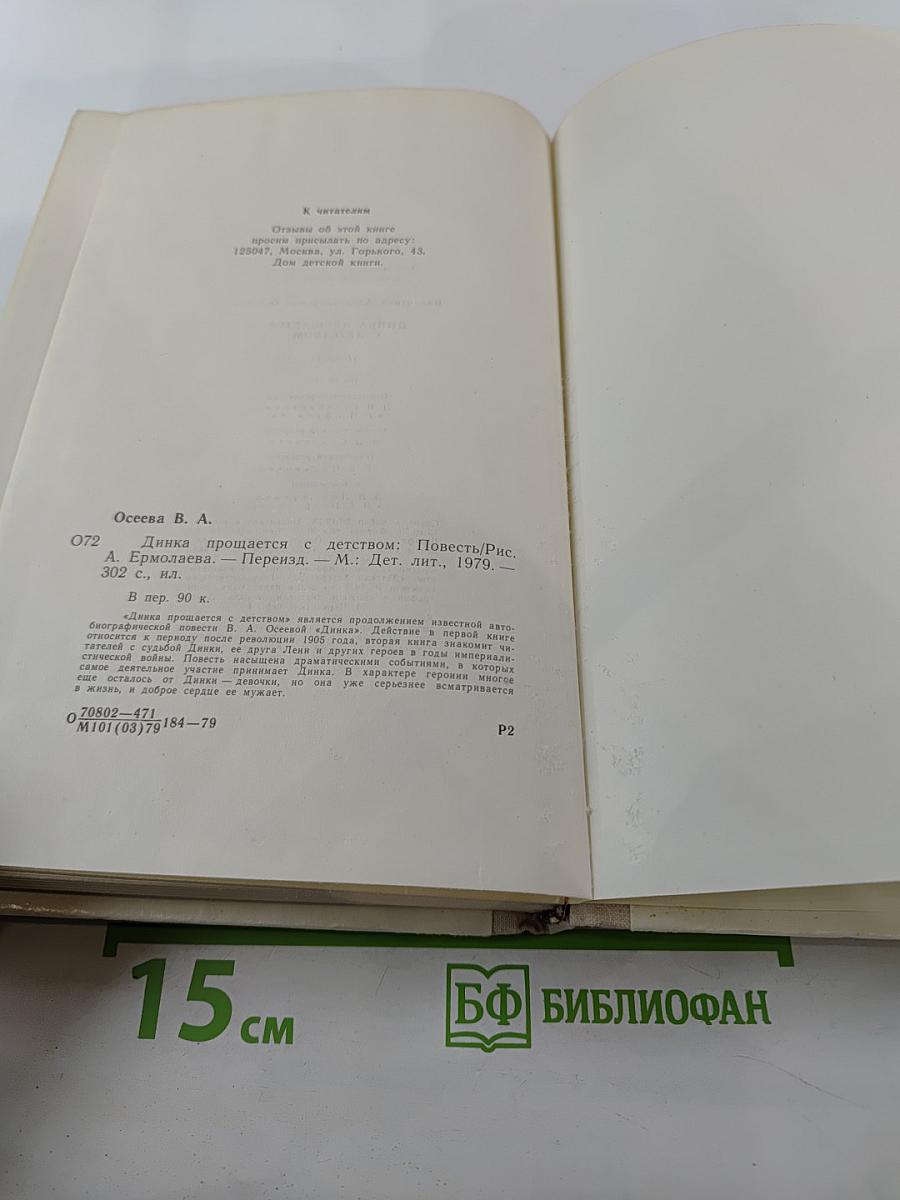 К читателям
Отзывы об этой книге
просим присылать по адресу:
125047, Москва, ул. Горького, 43.
Дом детской книги.
Осеева В. А.
О72 Динка прощается с детством: Повесть/Рис.
А. Ермолаева. — Переизд. — М.: Дет. лит., 1979. —
302 с., ил.
В пер. 90 к.
«Динка прощается с детством» является продолжением известной авто-
биографической повести В. А. Осеевой «Динка». Действие в первой книге
относится к периоду после революции 1905 года, вторая книга знакомит чи-
тателей с судьбой Динки, ее друга Лени и других героев в годы империали-
стической войны. Повесть насыщена драматическими событиями, в которых
самое деятельное участие принимает Динка. В характере героини многое
еще осталось от Динки — девочки, но она уже серьезнее всматривается
в жизнь, и доброе сердце ее мужает.
О 70802—471
М101(03)79 184—79
Р2
15 см
БФ БИБЛИОФАН